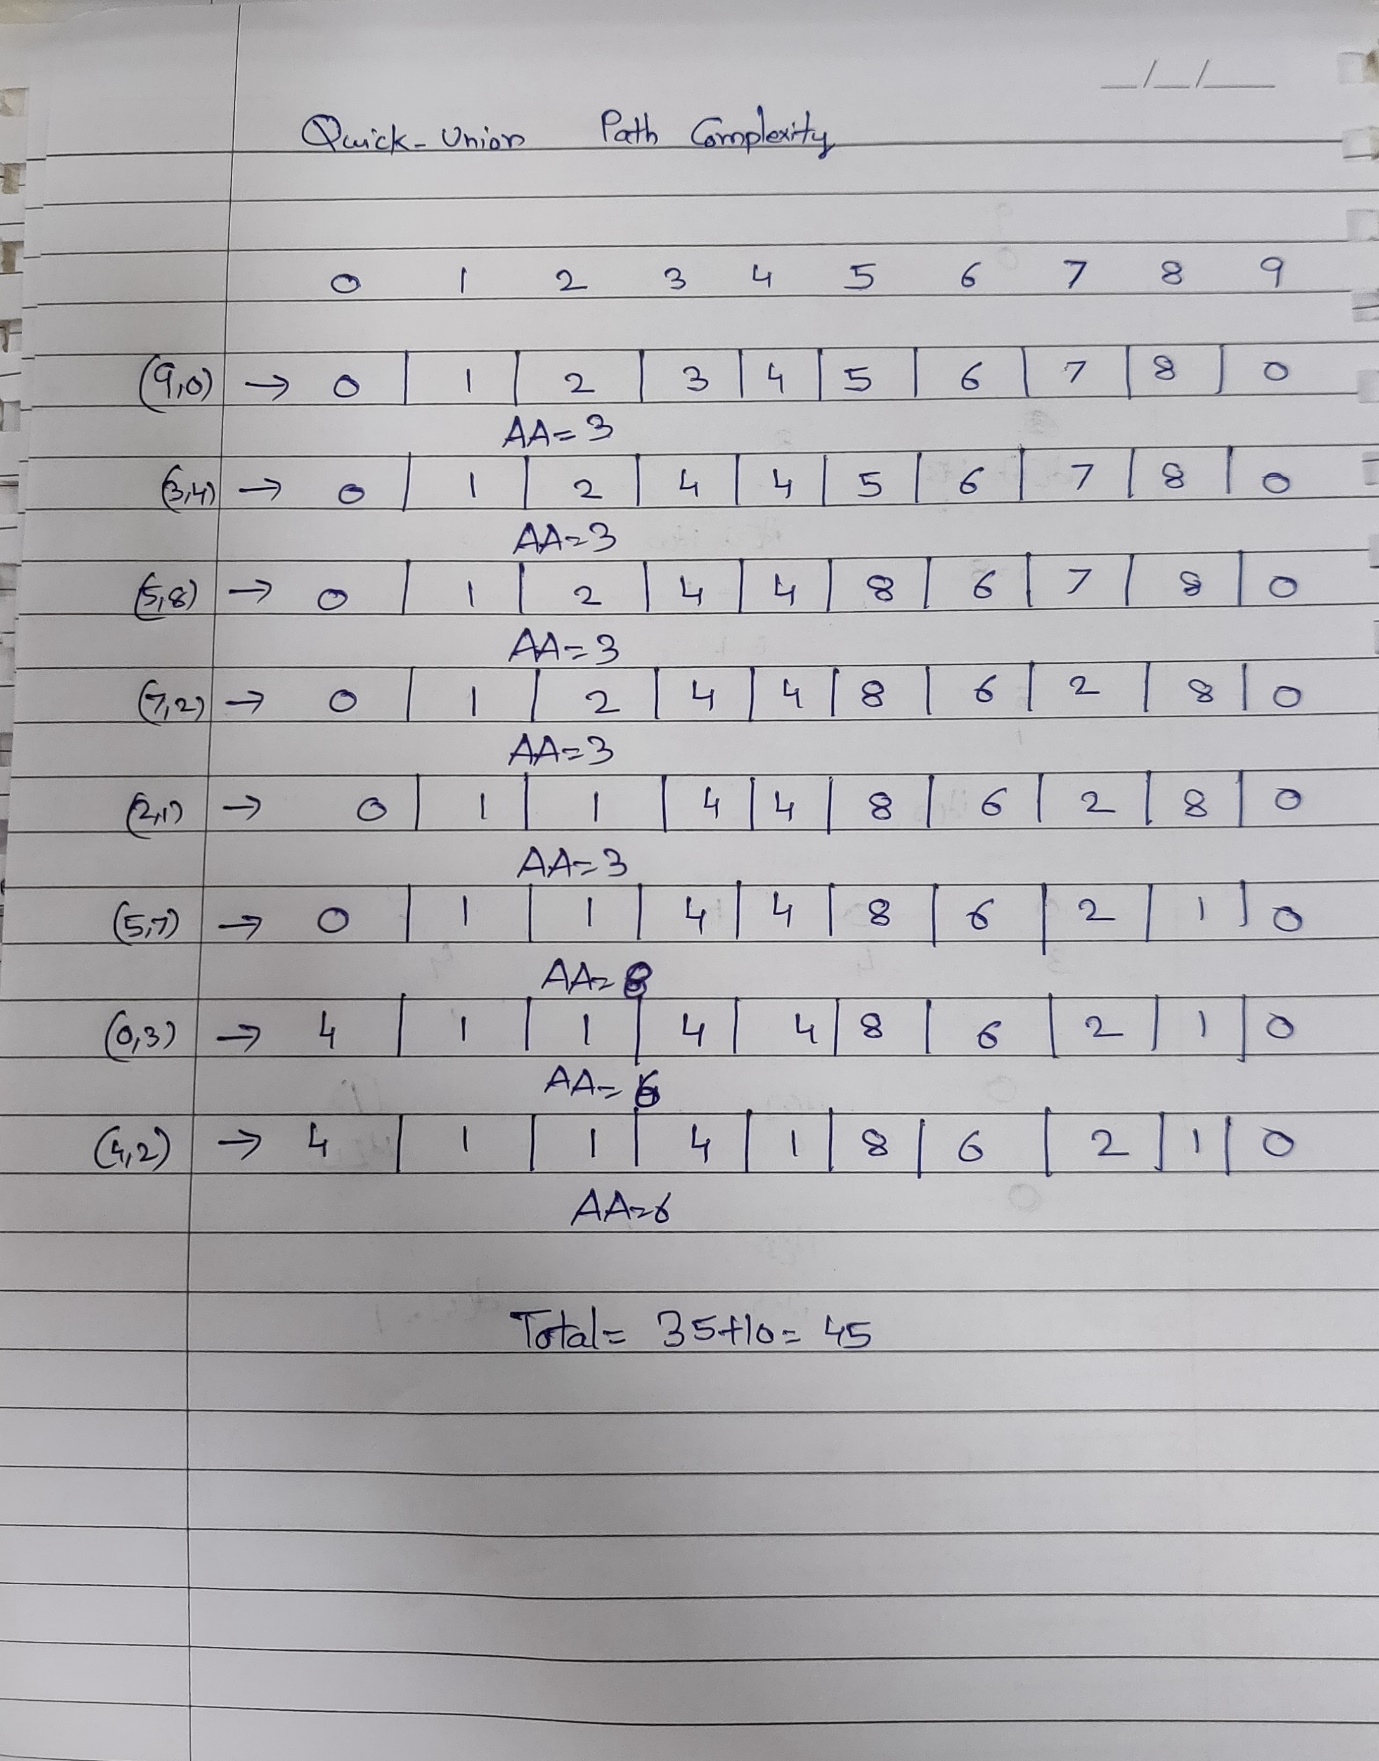 _/_/__
Quick-Union Path Complexity
0 1 2 3 4 5 6 7 8 9
(9,0) → 0 | 1 | 2 | 3 | 4 | 5 | 6 | 7 | 8 | 0
AA=3
(3,4) → 0 | 1 | 2 | 4 | 4 | 5 | 6 | 7 | 8 | 0
AA=3
(5,8) → 0 | 1 | 2 | 4 | 4 | 8 | 6 | 7 | 8 | 0
AA=3
(7,2) → 0 | 1 | 2 | 4 | 4 | 8 | 6 | 2 | 8 | 0
AA=3
(2,1) → 0 | 1 | 1 | 4 | 4 | 8 | 6 | 2 | 8 | 0
AA=3
(5,7) → 0 | 1 | 1 | 4 | 4 | 8 | 6 | 2 | 1 | 0
AA=8
(0,3) → 4 | 1 | 1 | 4 | 4 | 8 | 6 | 2 | 1 | 0
AA=
(4,2) → 4 | 1 | 1 | 4 | 1 | 8 | 6 | 2 | 1 | 0
AA=6
Total= 35+10= 45